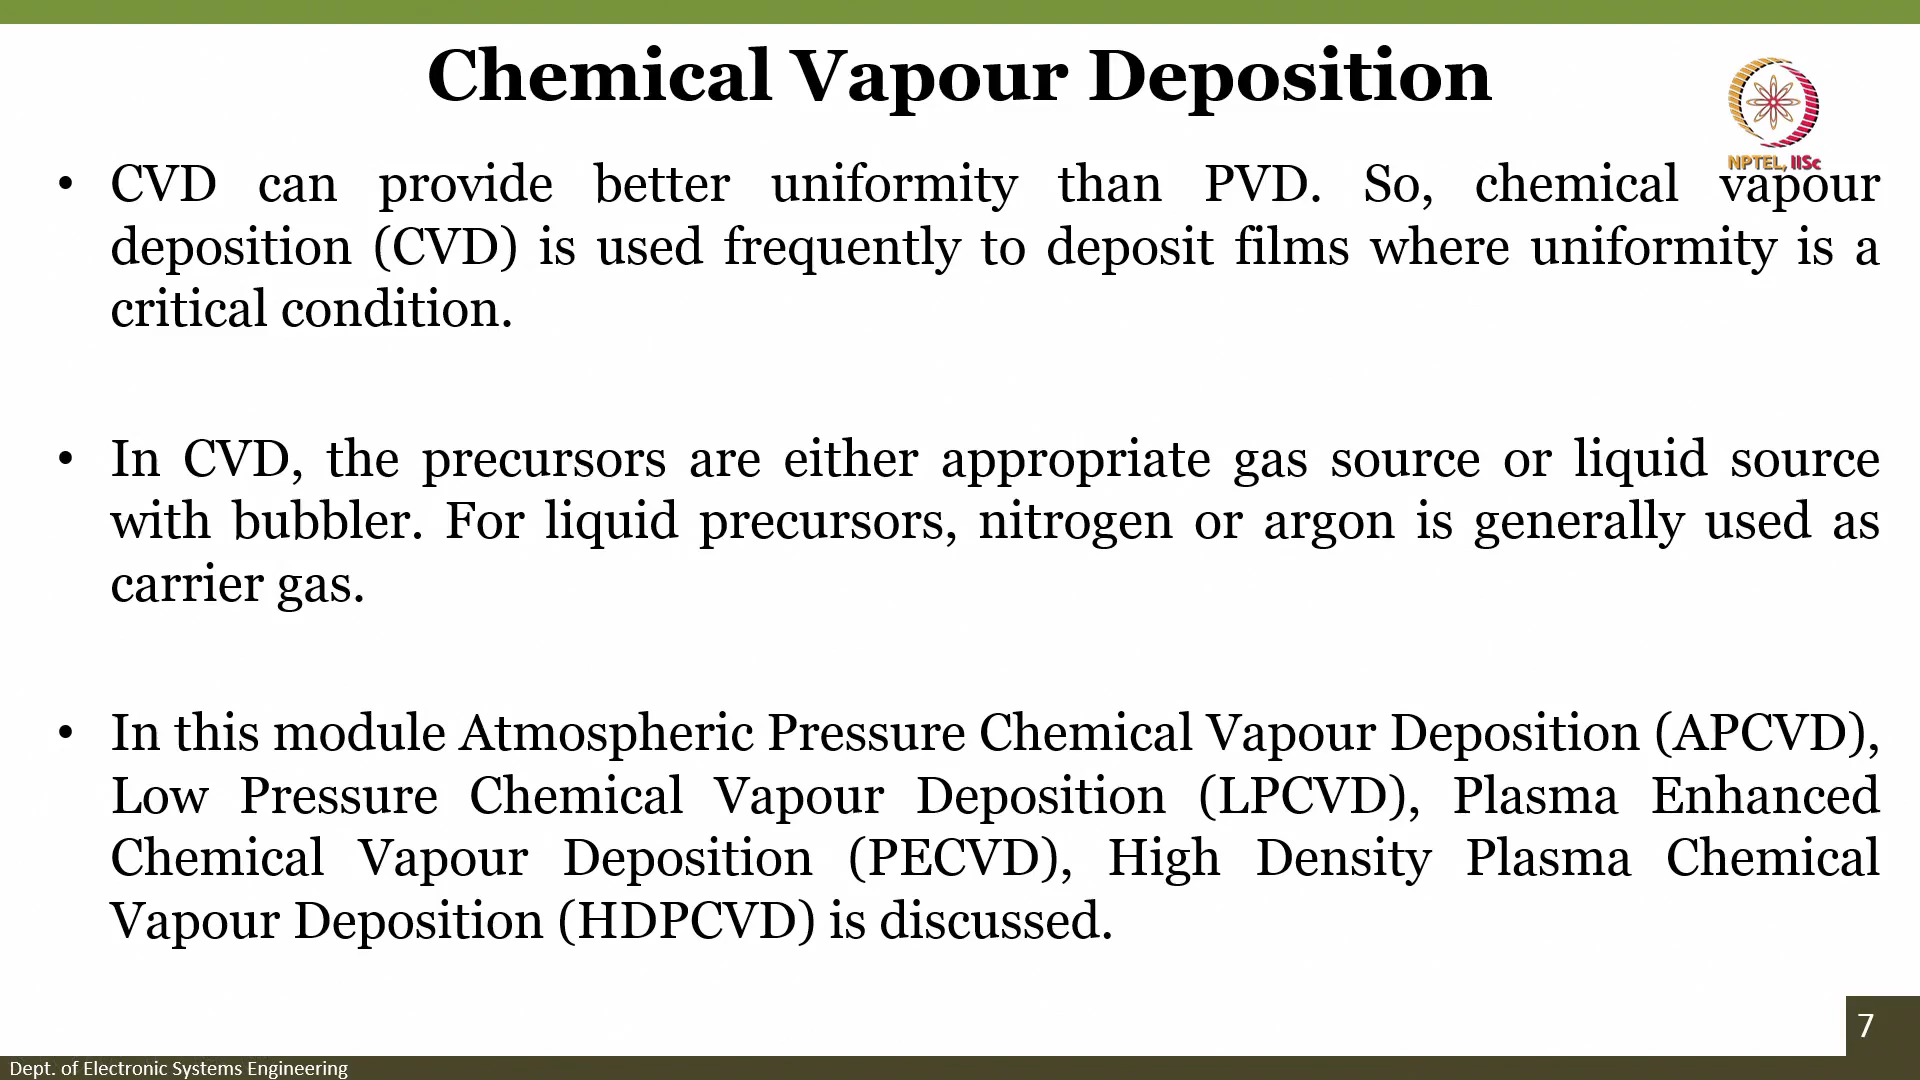 Chemical Vapour Deposition
NPTEL, IISc
• CVD can provide better uniformity than PVD. So, chemical vapour
deposition (CVD) is used frequently to deposit films where uniformity is a
critical condition.
• In CVD, the precursors are either appropriate gas source or liquid source
with bubbler. For liquid precursors, nitrogen or argon is generally used as
carrier gas.
• In this module Atmospheric Pressure Chemical Vapour Deposition (APCVD),
Low Pressure Chemical Vapour Deposition (LPCVD), Plasma Enhanced
Chemical Vapour Deposition (PECVD), High Density Plasma Chemical
Vapour Deposition (HDPCVD) is discussed.
7
Dept. of Electronic Systems Engineering